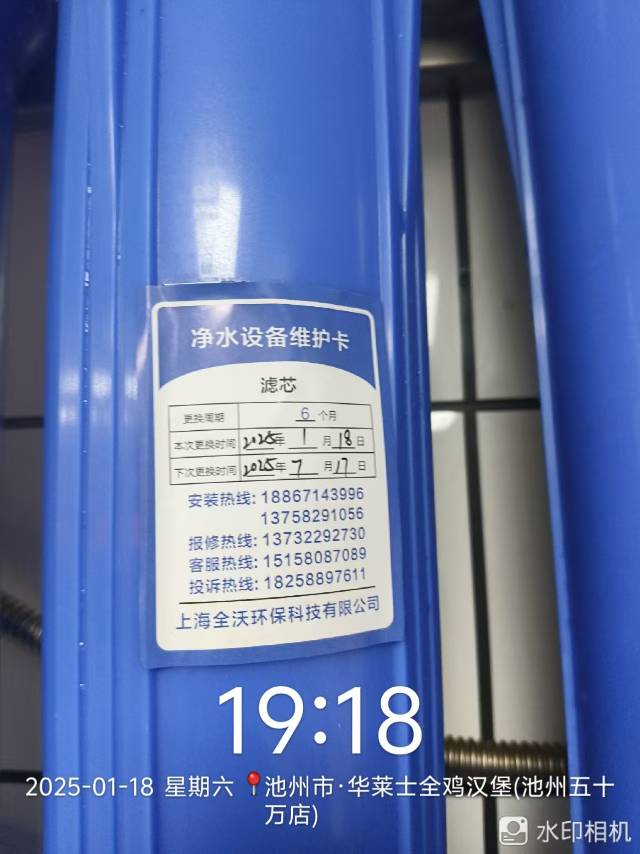 净水设备维护卡
滤芯
更换周期 6 个月
本次更换时间 2025年 1 月 18 日
下次更换时间 2025年 7 月 17 日
安装热线: 18867143996
13758291056
报修热线: 13732292730
客服热线: 15158087089
投诉热线: 18258897611
上海全沃环保科技有限公司
19:18
2025-01-18 星期六 📍池州市·华莱士全鸡汉堡(池州五十
万店)
水印相机